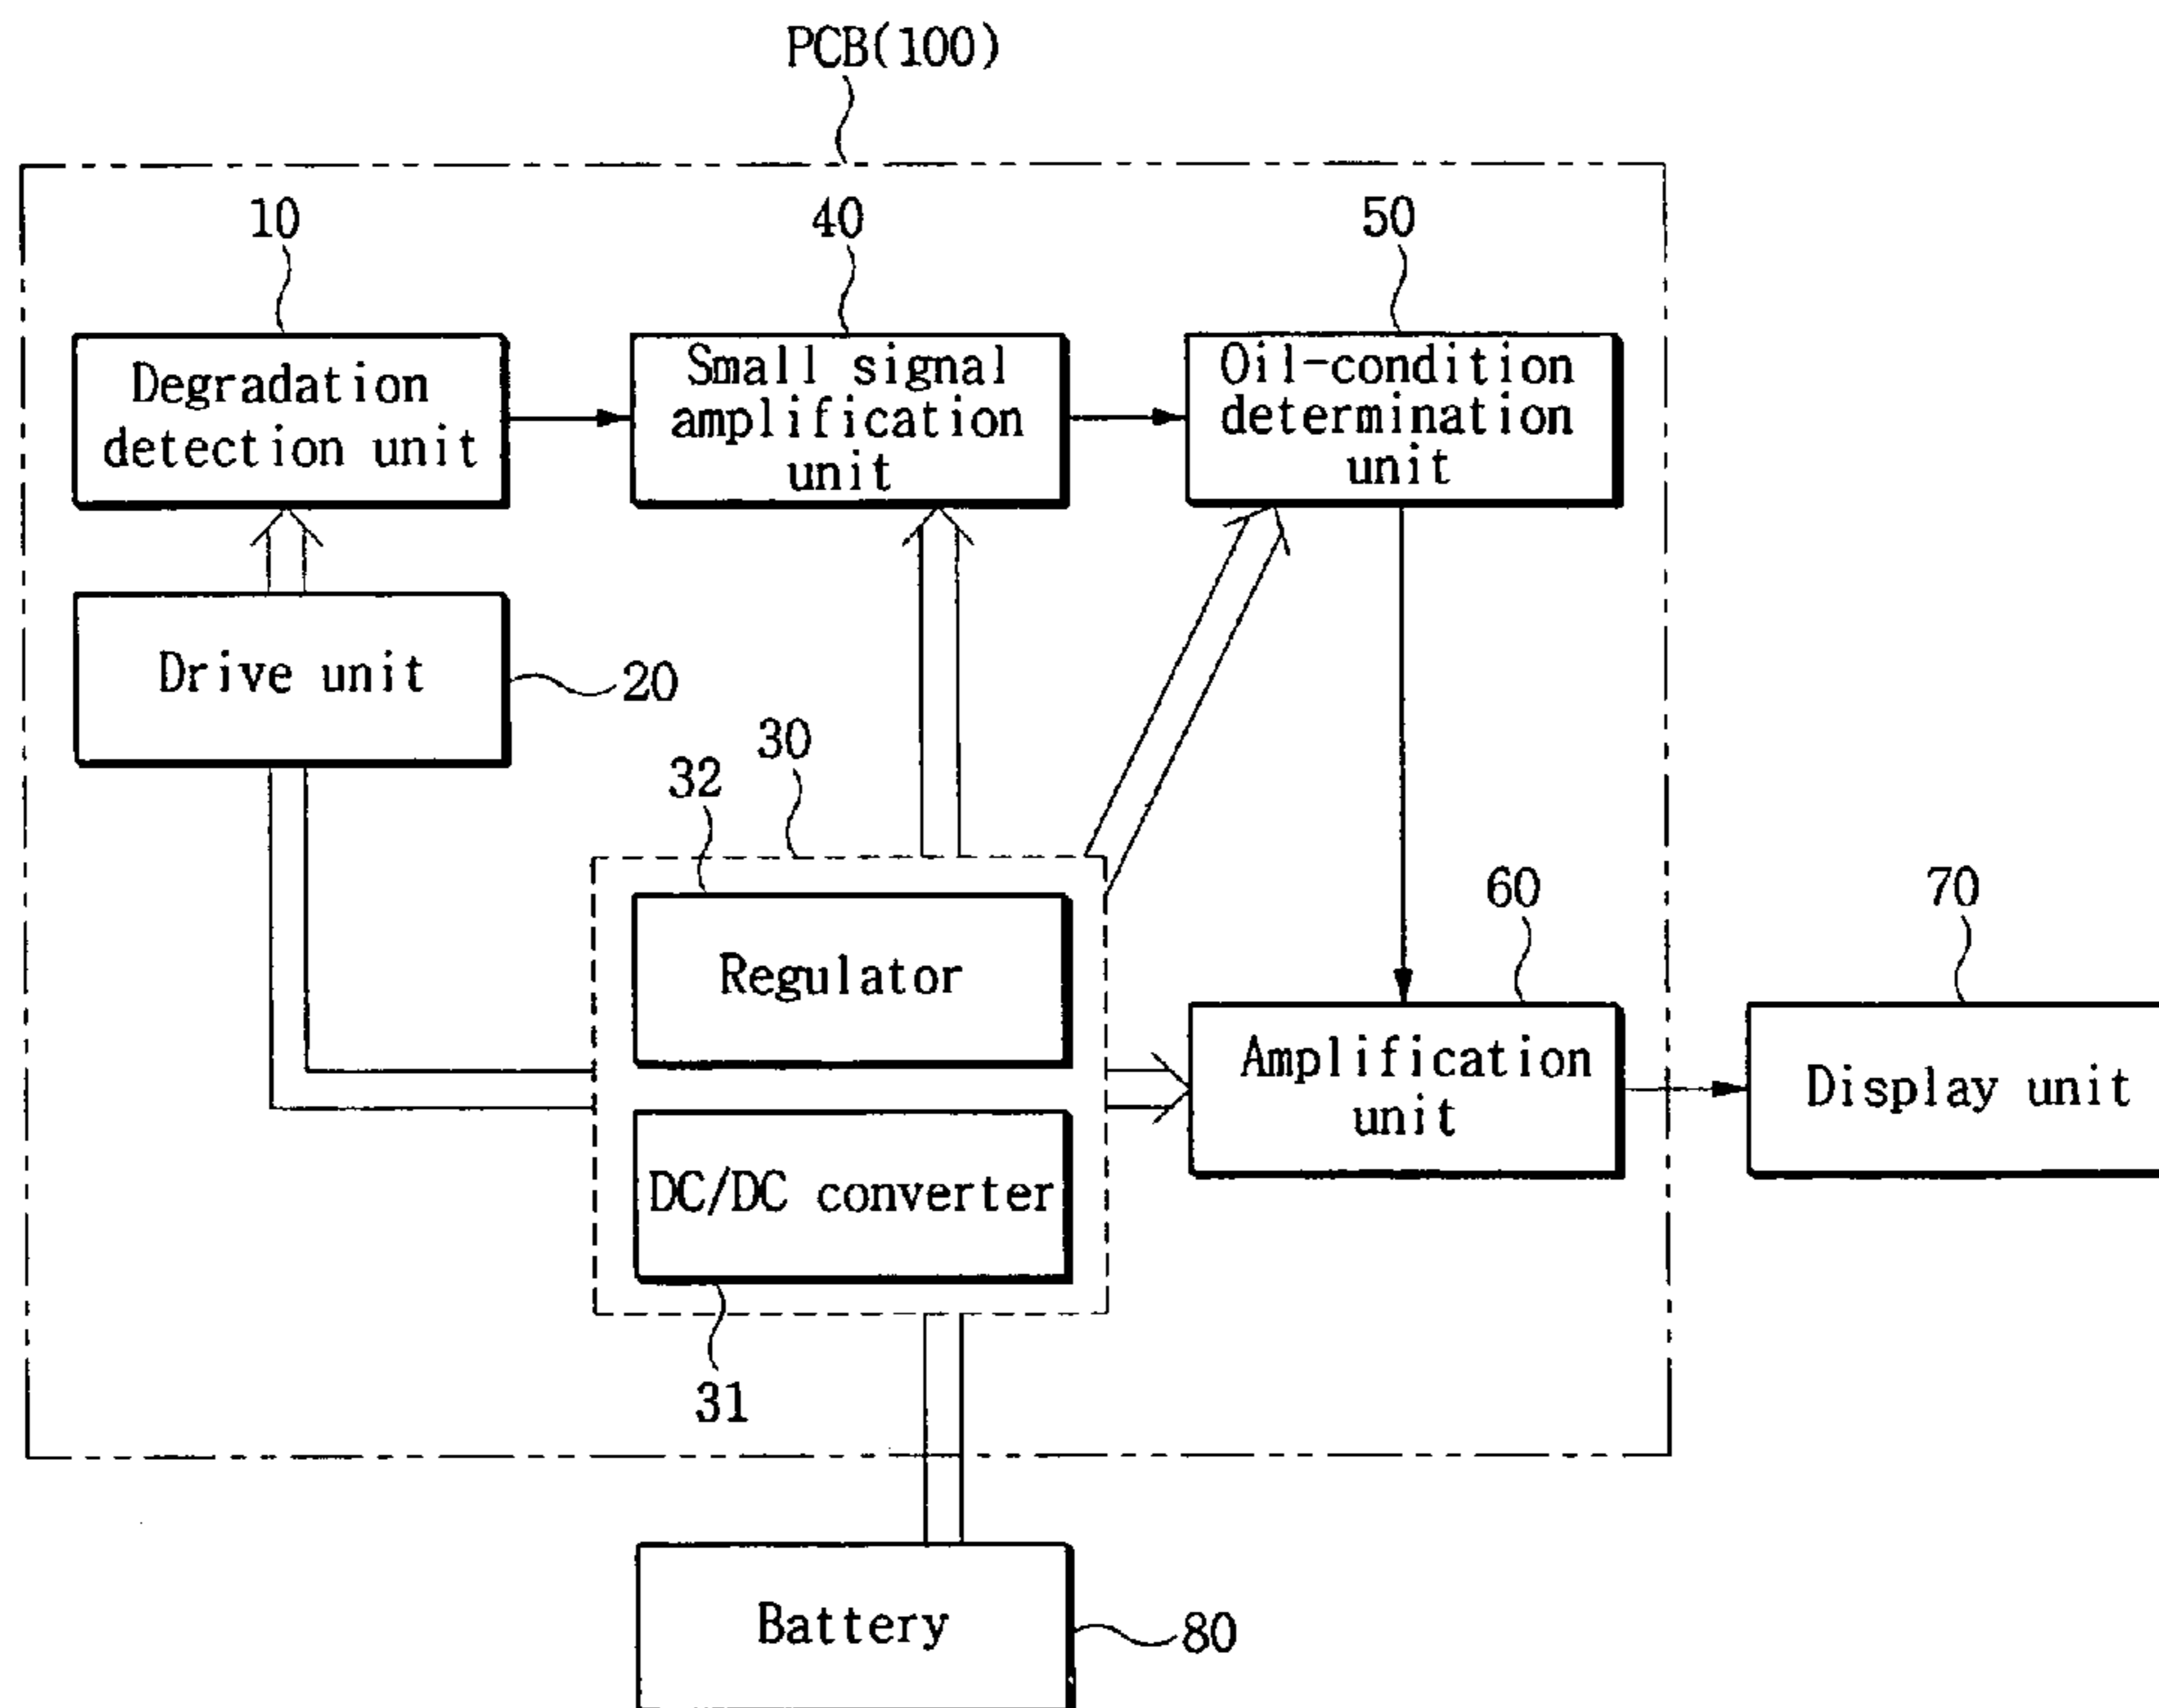 PCB(100)
10
40
50
Degradation
detection unit
Small signal
amplification
unit
Oil-condition
determination
unit
Drive unit
20
30
32
Regulator
60
70
Amplification
unit
Display unit
DC/DC converter
31
Battery
80